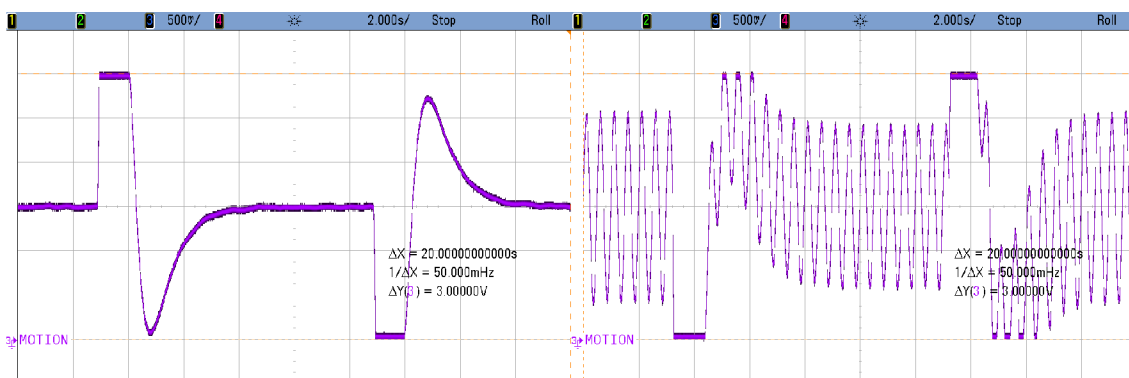 1 2 3 500V/ 4 2.000s/ Stop Roll
1 2 3 500V/ 4 2.000s/ Stop Roll
ΔX = 20.00000000000s
1/ΔX = 50.000mHz
ΔY(3) = 3.00000V
3 MOTION
ΔX = 20.00000000000s
1/ΔX = 50.000mHz
ΔY(3) = 3.00000V
3 MOTION